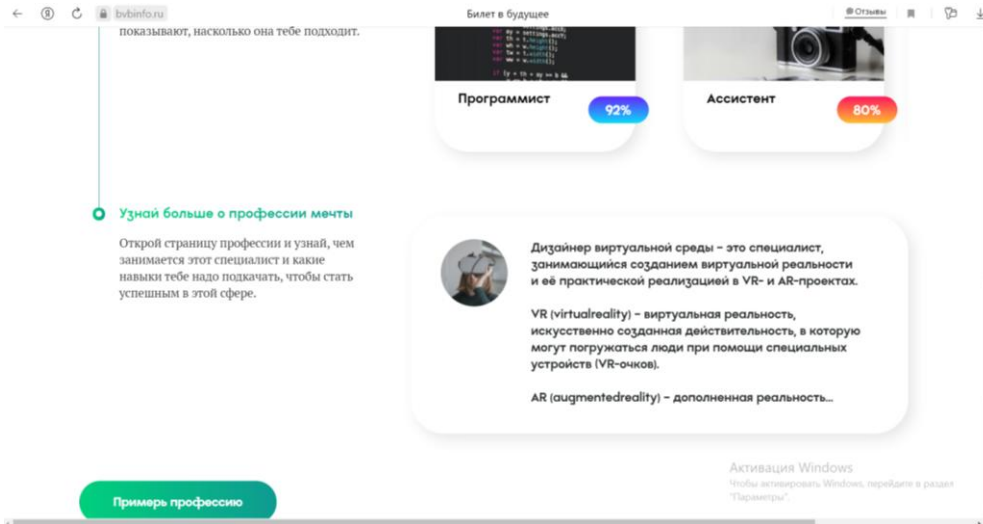 bvbinfo.ru
Билет в будущее
Отзывы
показывают, насколько она тебе подходит.
Программист
92%
Ассистент
80%
Узнай больше о профессии мечты
Открой страницу профессии и узнай, чем
занимается этот специалист и какие
навыки тебе надо подкачать, чтобы стать
успешным в этой сфере.
Дизайнер виртуальной среды – это специалист,
занимающийся созданием виртуальной реальности
и её практической реализацией в VR- и AR-проектах.
VR (virtualreality) – виртуальная реальность,
искусственно созданная действительность, в которую
могут погружаться люди при помощи специальных
устройств (VR-очков).
AR (augmentedreality) – дополненная реальность...
Активация Windows
Чтобы активировать Windows, перейдите в раздел
"Параметры".
Примерь профессию